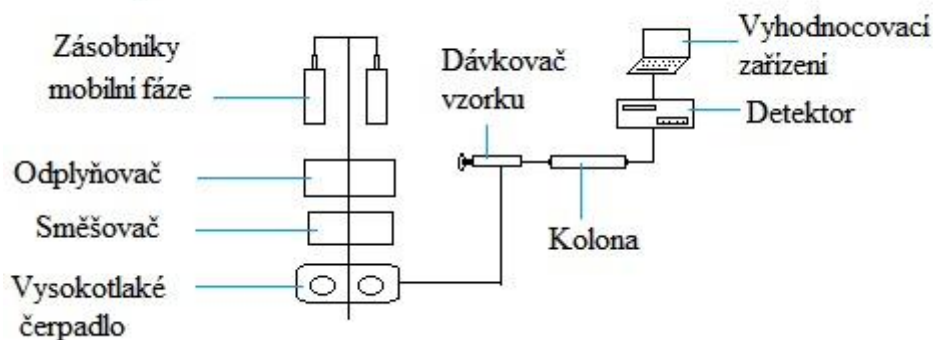 Zásobníky
mobilní fáze
Odplyňovač
Směšovač
Vysokotlaké
čerpadlo
Dávkovač
vzorku
Kolona
Vyhodnocovací
zařízení
Detektor